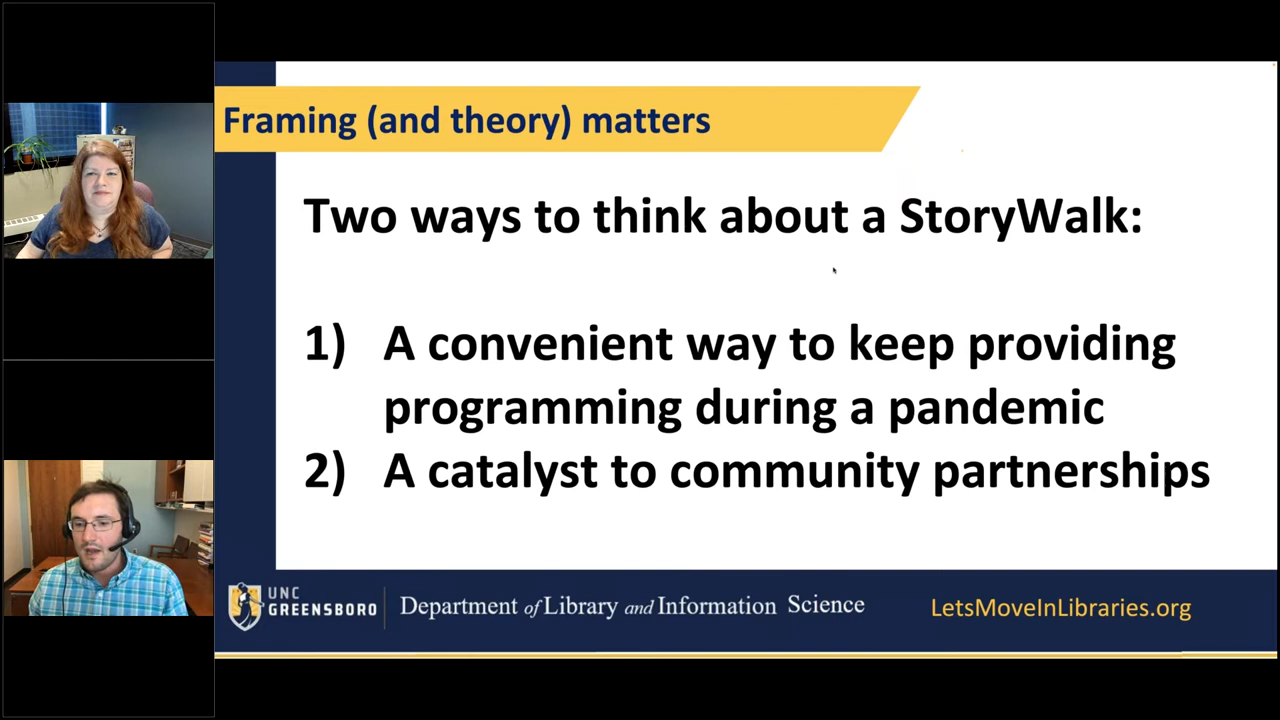 Framing (and theory) matters
Two ways to think about a StoryWalk:
1) A convenient way to keep providing
programming during a pandemic
2) A catalyst to community partnerships
UNC
GREENSBORO
Department of Library and Information Science
LetsMoveInLibraries.org